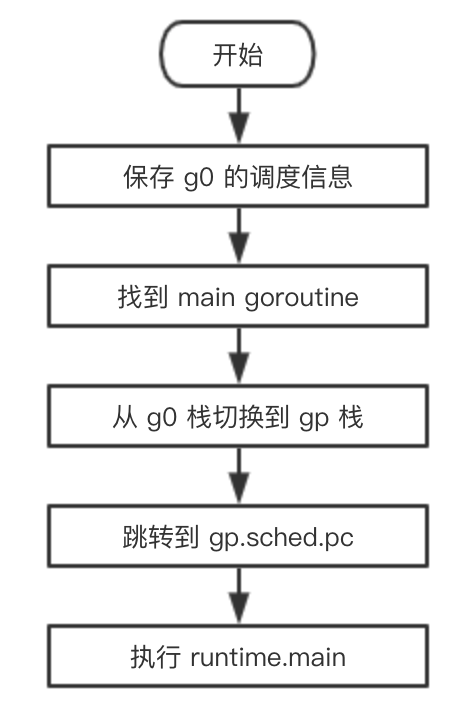 开始
保存 g0 的调度信息
找到 main goroutine
从 g0 栈切换到 gp 栈
跳转到 gp.sched.pc
执行 runtime.main